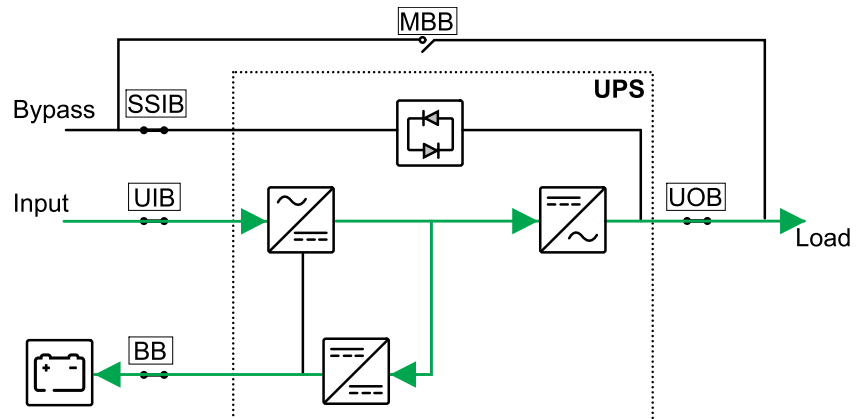 MBB
UPS
Bypass
SSIB
Input
UIB
UOB
Load
BB